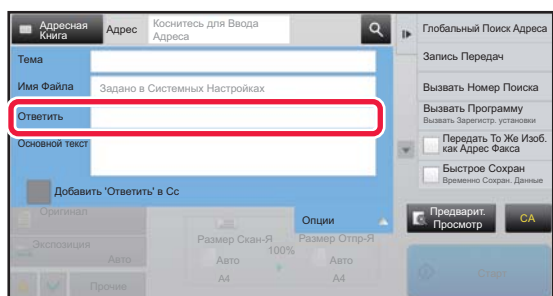 Адресная
Книга
Адрес
Коснитесь для Ввода
Адреса
Тема
Имя Файла
Задано в Системных Настройках
Ответить
Основной текст
Добавить 'Ответить' в Cc
Опции
Оригинал
Экспозиция
Авто
Прочие
Размер Скан-Я
100%
Размер Отпр-Я
Авто
Авто
A4
A4
Глобальный Поиск Адреса
Запись Передач
Вызвать Номер Поиска
Вызвать Программу
Вызвать Зарегистр. установки
Передать То Же Изоб.
как Адрес Факса
Быстрое Сохран
Временно Сохран. Данные
Предварит.
Просмотр
CA
Старт